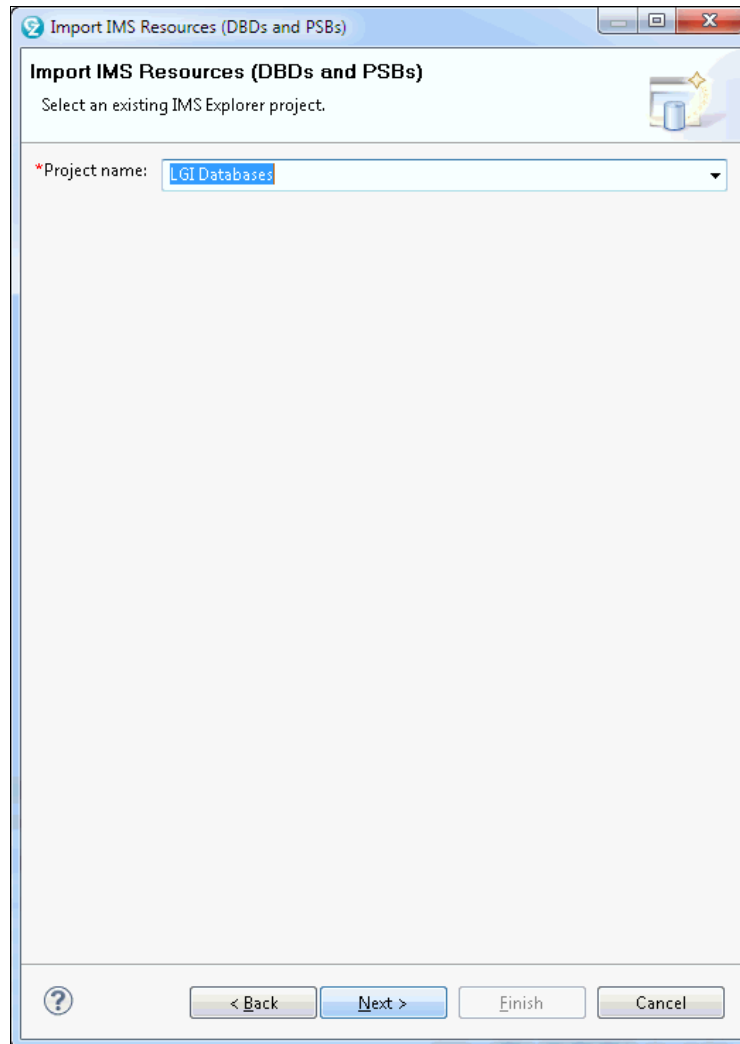 Import IMS Resources (DBDs and PSBs)
Import IMS Resources (DBDs and PSBs)
Select an existing IMS Explorer project.
*Project name: LGI Databases
? < Back Next > Finish Cancel